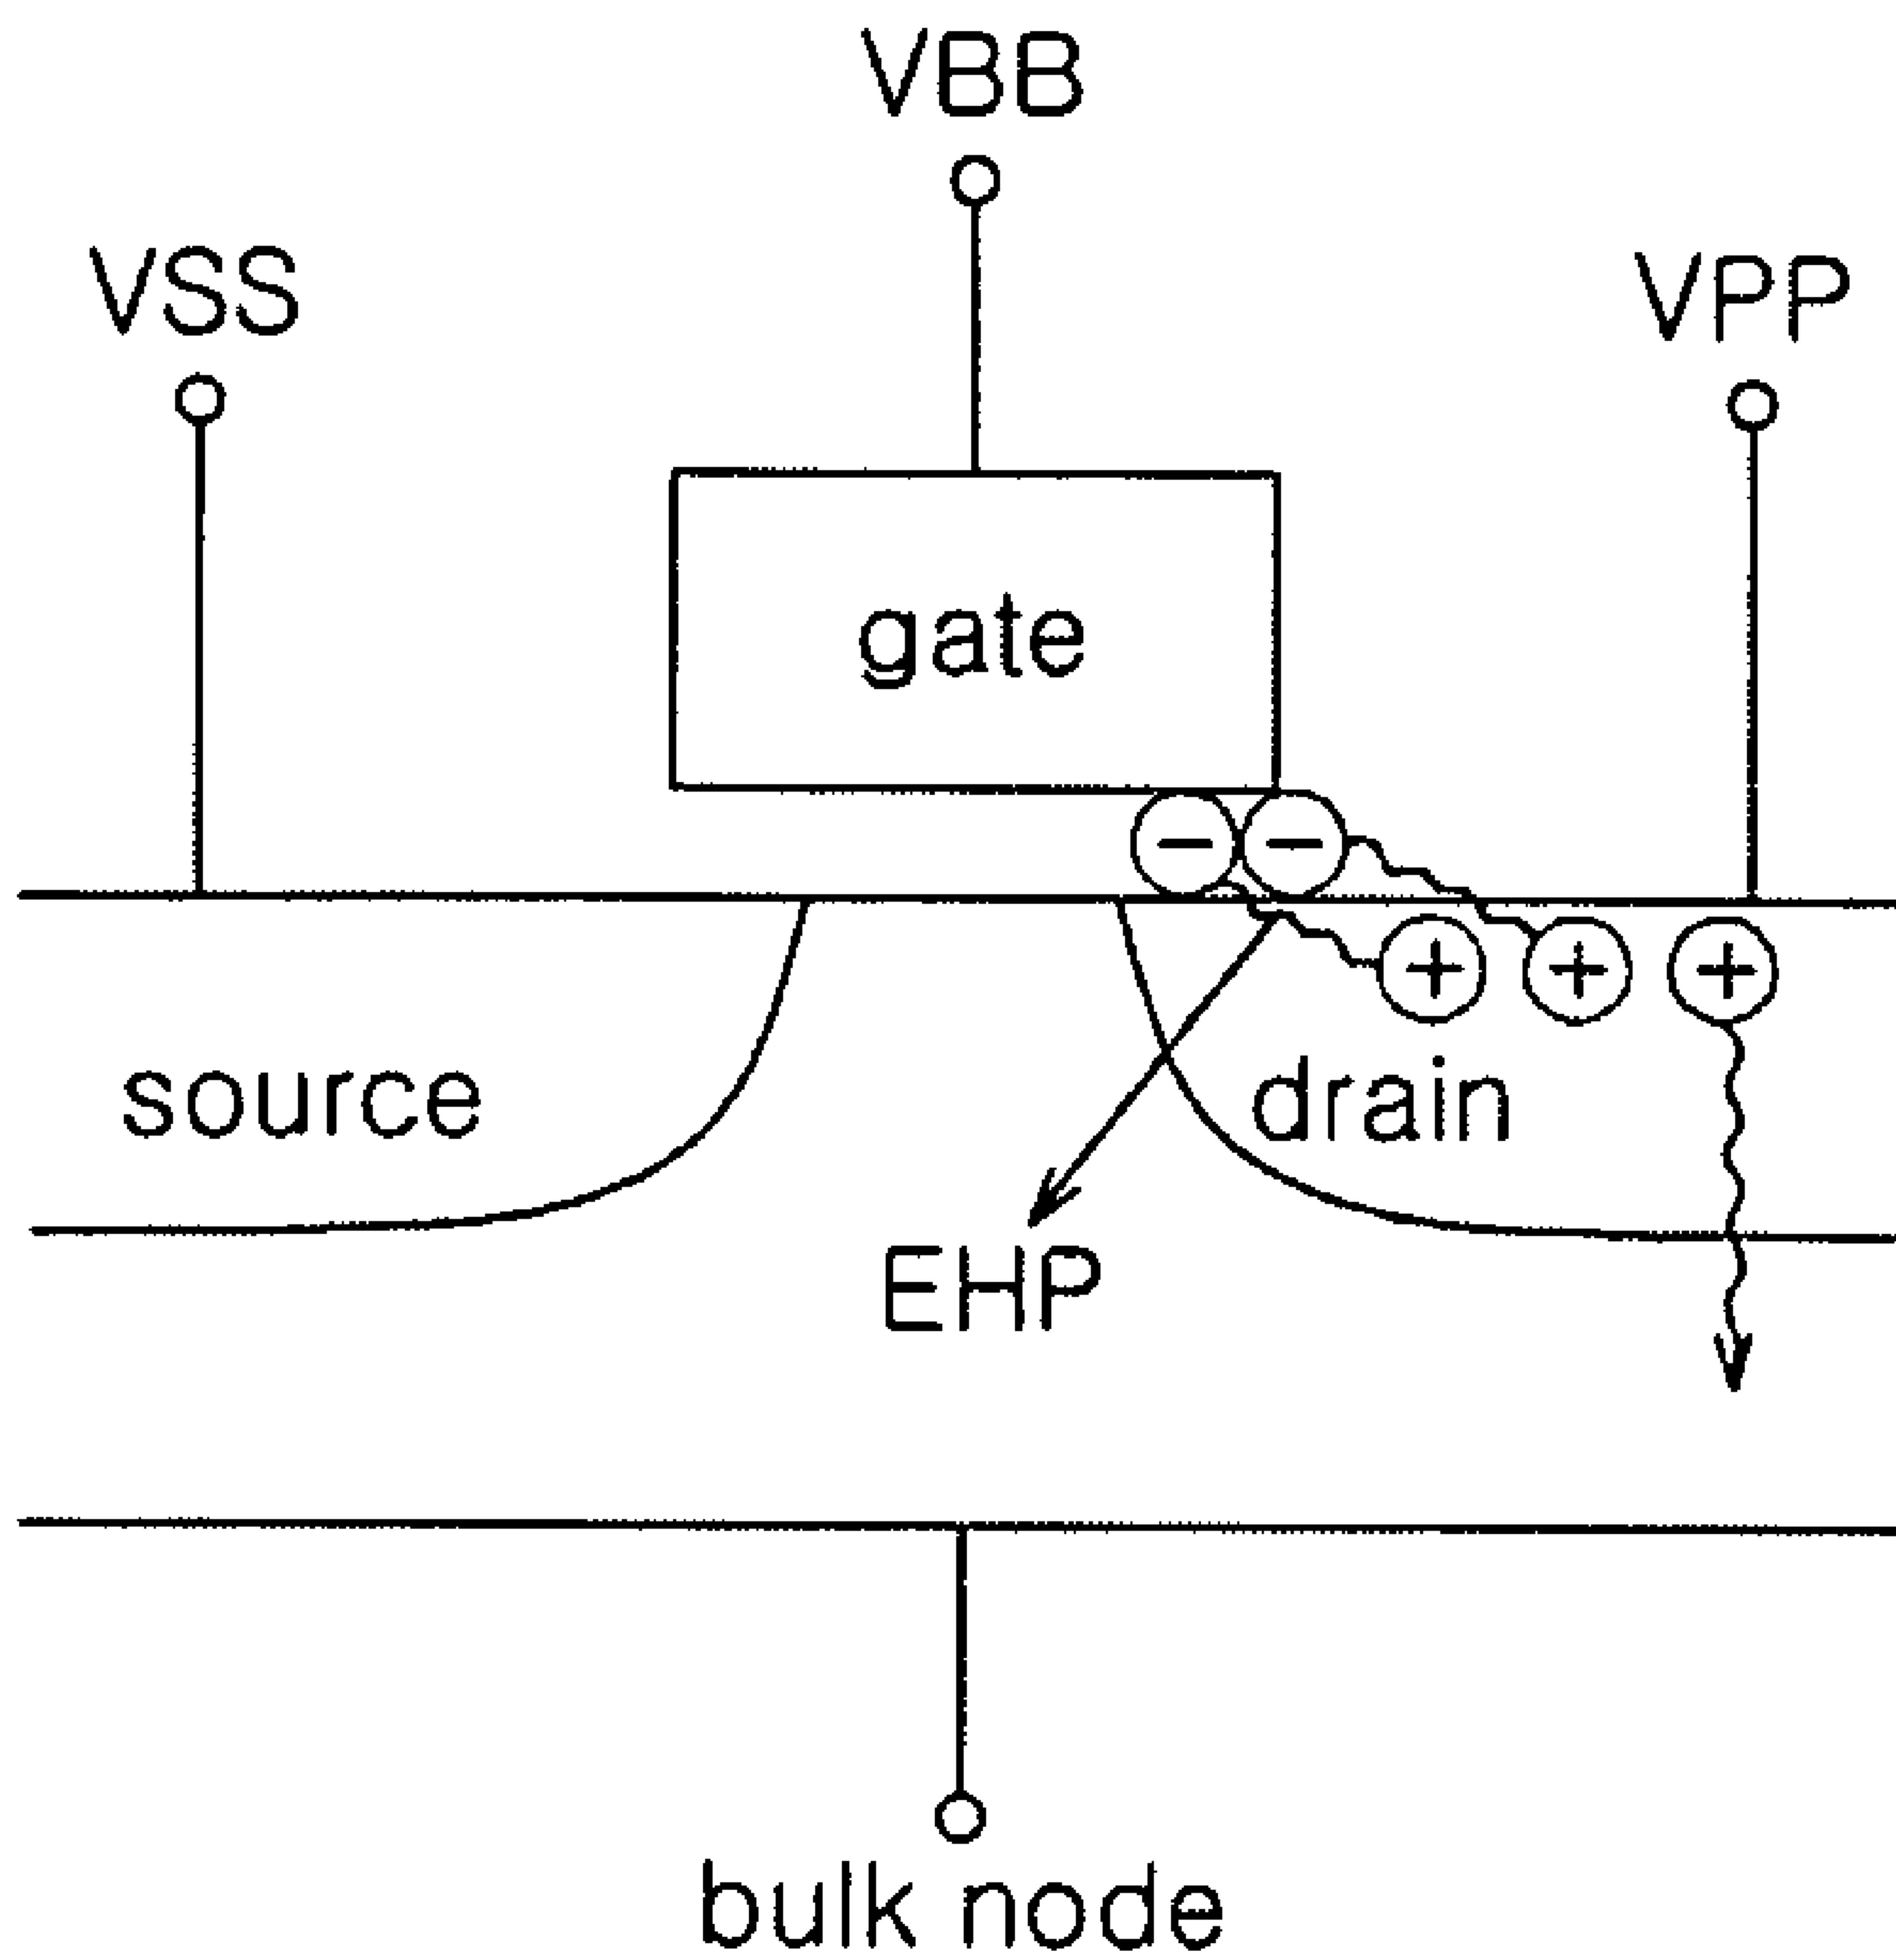 VBB
VSS
VPP
gate
source
drain
EHP
bulk node